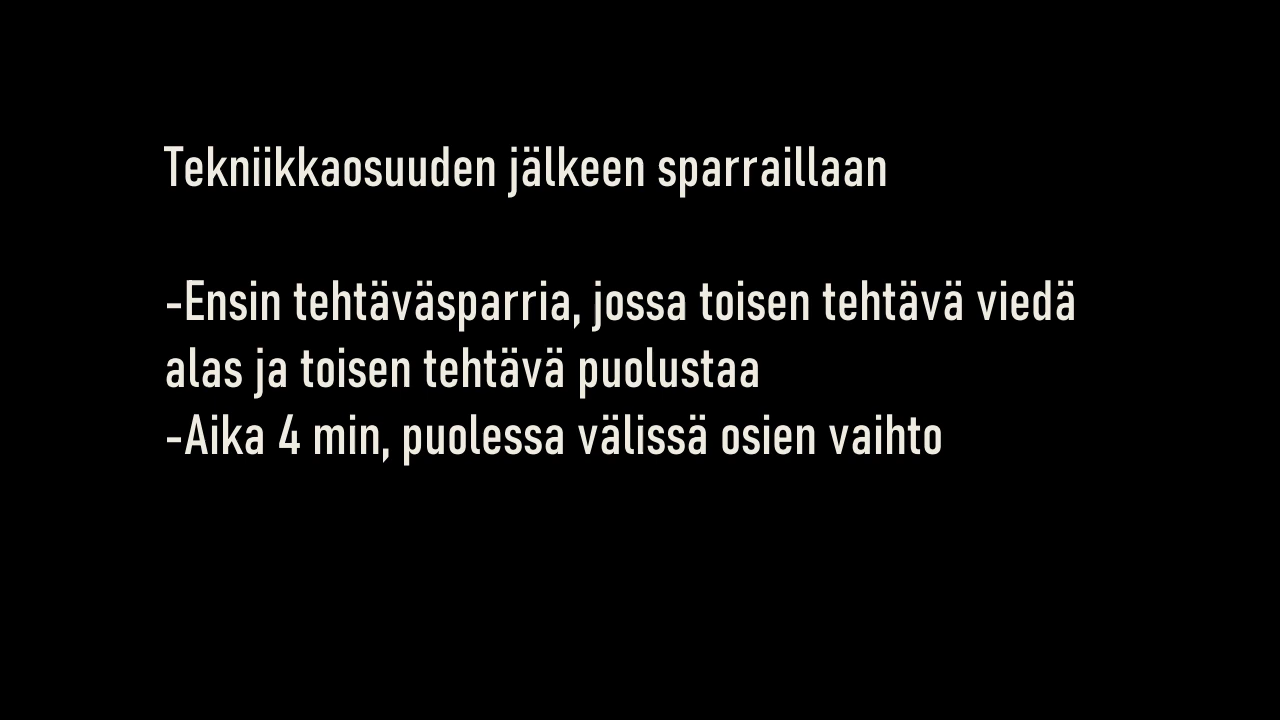 Tekniikkaosuuden jälkeen sparraillaan
-Ensin tehtäväsparria, jossa toisen tehtävä viedä
alas ja toisen tehtävä puolustaa
-Aika 4 min, puolessa välissä osien vaihto